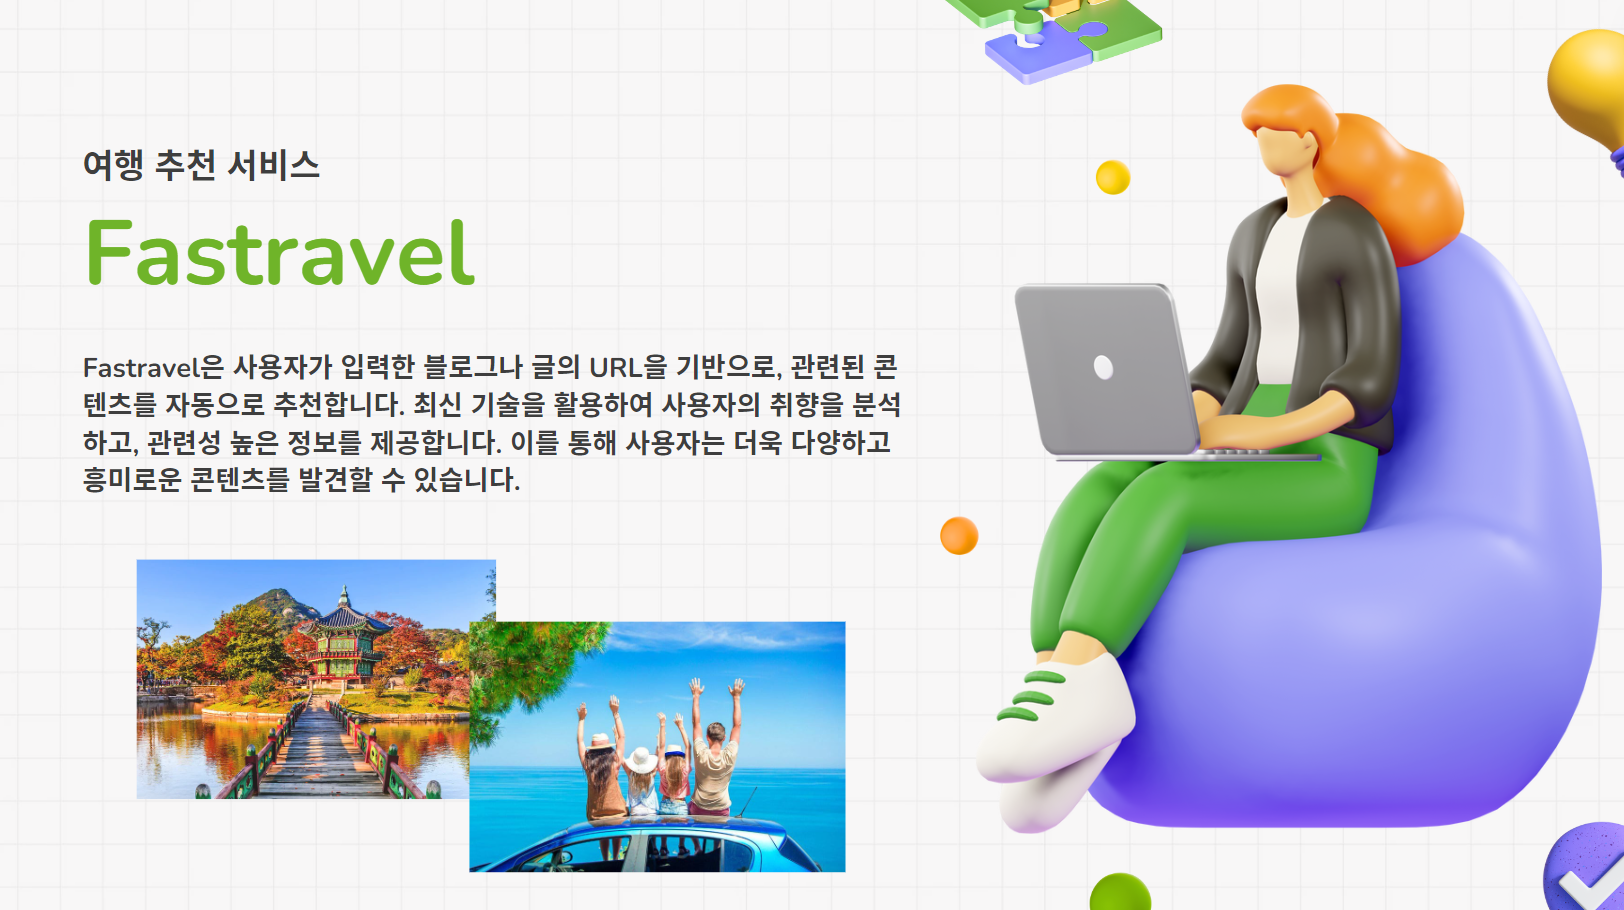 여행 추천 서비스
Fastravel
Fastravel은 사용자가 입력한 블로그나 글의 URL을 기반으로, 관련된 콘
텐츠를 자동으로 추천합니다. 최신 기술을 활용하여 사용자의 취향을 분석
하고, 관련성 높은 정보를 제공합니다. 이를 통해 사용자는 더욱 다양하고
흥미로운 콘텐츠를 발견할 수 있습니다.